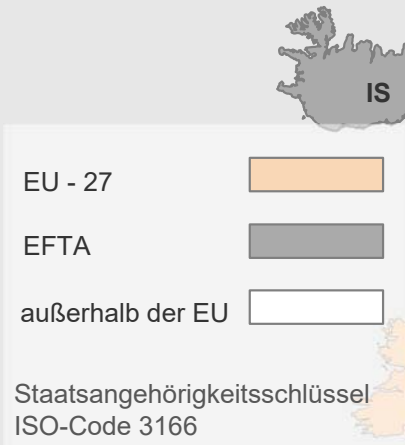 IS
EU - 27
EFTA
außerhalb der EU
Staatsangehörigkeitsschlüssel
ISO-Code 3166